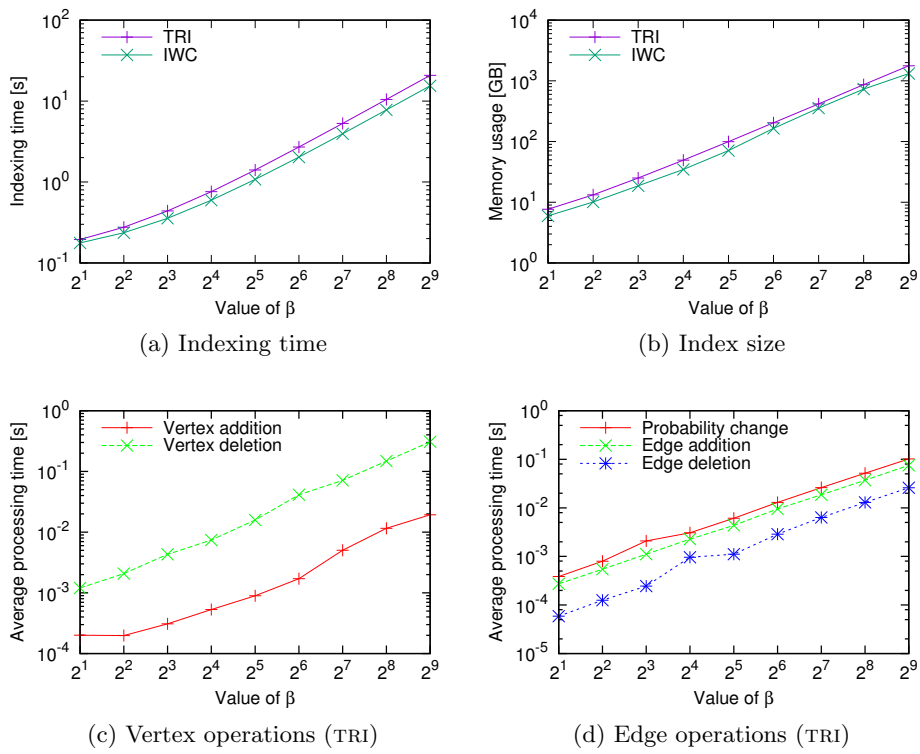 Indexing time [s]
10^2
10^1
10^0
10^-1
TRI
IWC
2^1 2^2 2^3 2^4 2^5 2^6 2^7 2^8 2^9
Value of β
(a) Indexing time
Memory usage [GB]
10^4
10^3
10^2
10^1
10^0
TRI
IWC
2^1 2^2 2^3 2^4 2^5 2^6 2^7 2^8 2^9
Value of β
(b) Index size
Average processing time [s]
10^0
10^-1
10^-2
10^-3
10^-4
Vertex addition
Vertex deletion
2^1 2^2 2^3 2^4 2^5 2^6 2^7 2^8 2^9
Value of β
(c) Vertex operations (TRI)
Average processing time [s]
10^0
10^-1
10^-2
10^-3
10^-4
10^-5
Probability change
Edge addition
Edge deletion
2^1 2^2 2^3 2^4 2^5 2^6 2^7 2^8 2^9
Value of β
(d) Edge operations (TRI)